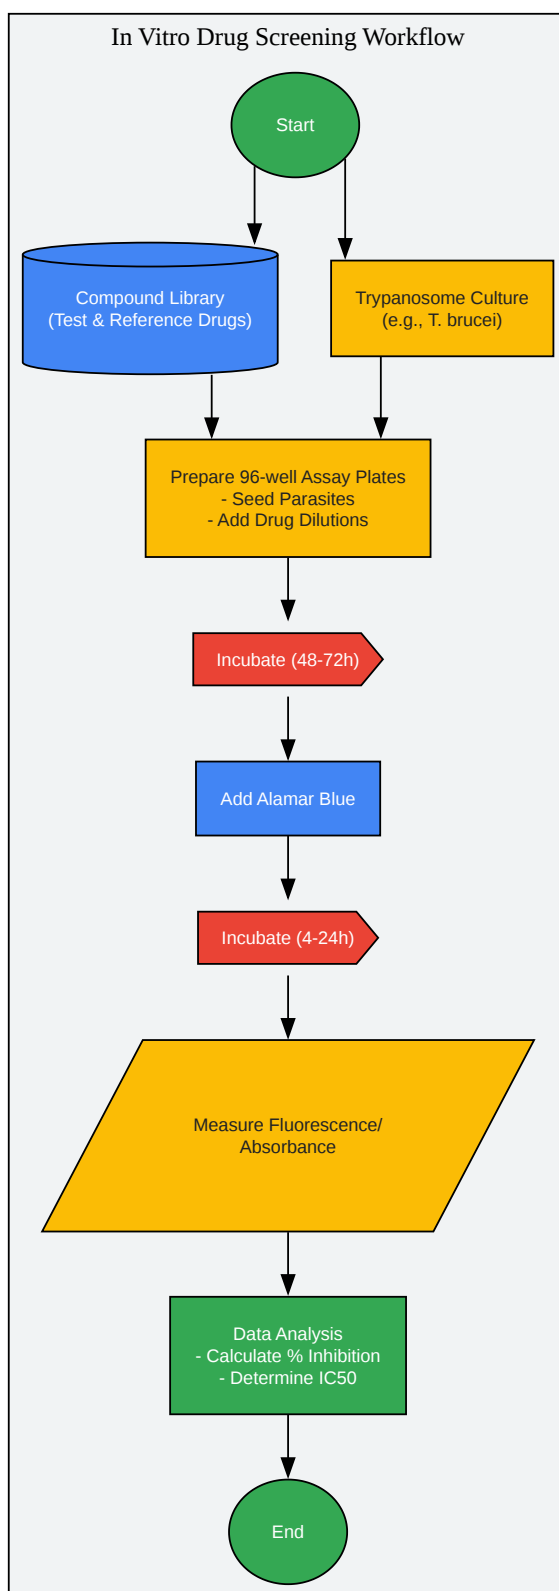 In Vitro Drug Screening Workflow
Start
Compound Library
(Test & Reference Drugs)
Trypanosome Culture
(e.g., T. brucei)
Prepare 96-well Assay Plates
- Seed Parasites
- Add Drug Dilutions
Incubate (48-72h)
Add Alamar Blue
Incubate (4-24h)
Measure Fluorescence/
Absorbance
Data Analysis
- Calculate % Inhibition
- Determine IC50
End